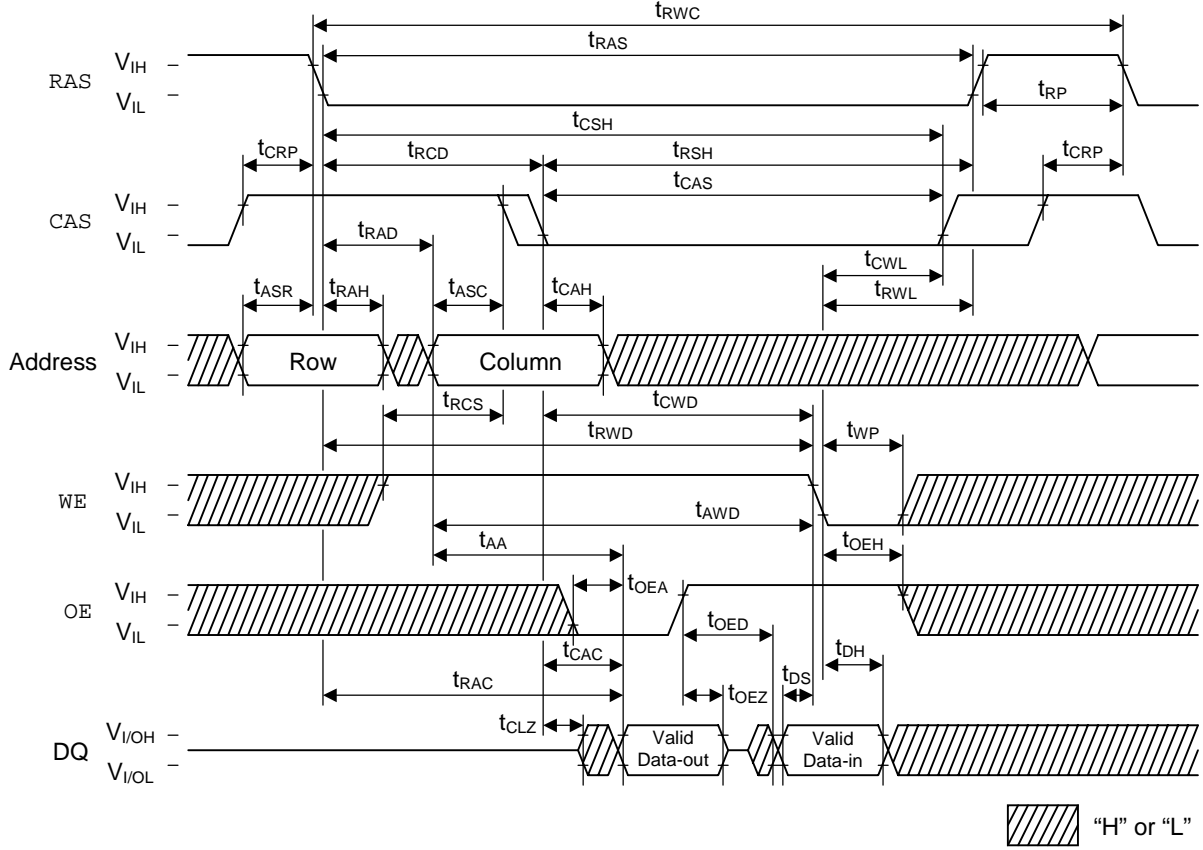 tRWC
tRAS
RAS
VIH
VIL
tRP
tCSH
tCRP
tRCD
tRSH
tCRP
tCAS
CAS
VIH
VIL
tRAD
tCWL
tASR
tRAH
tASC
tCAH
tRWL
Address
VIH
VIL
Row
Column
tRCS
tCWD
tRWD
tWP
WE
VIH
VIL
tAWD
tAA
tOEH
OE
VIH
VIL
tOEA
tOED
tCAC
tDH
tRAC
tOEZ
tDS
tCLZ
DQ
VI/OH
VI/OL
Valid
Data-out
Valid
Data-in
“H” or “L”